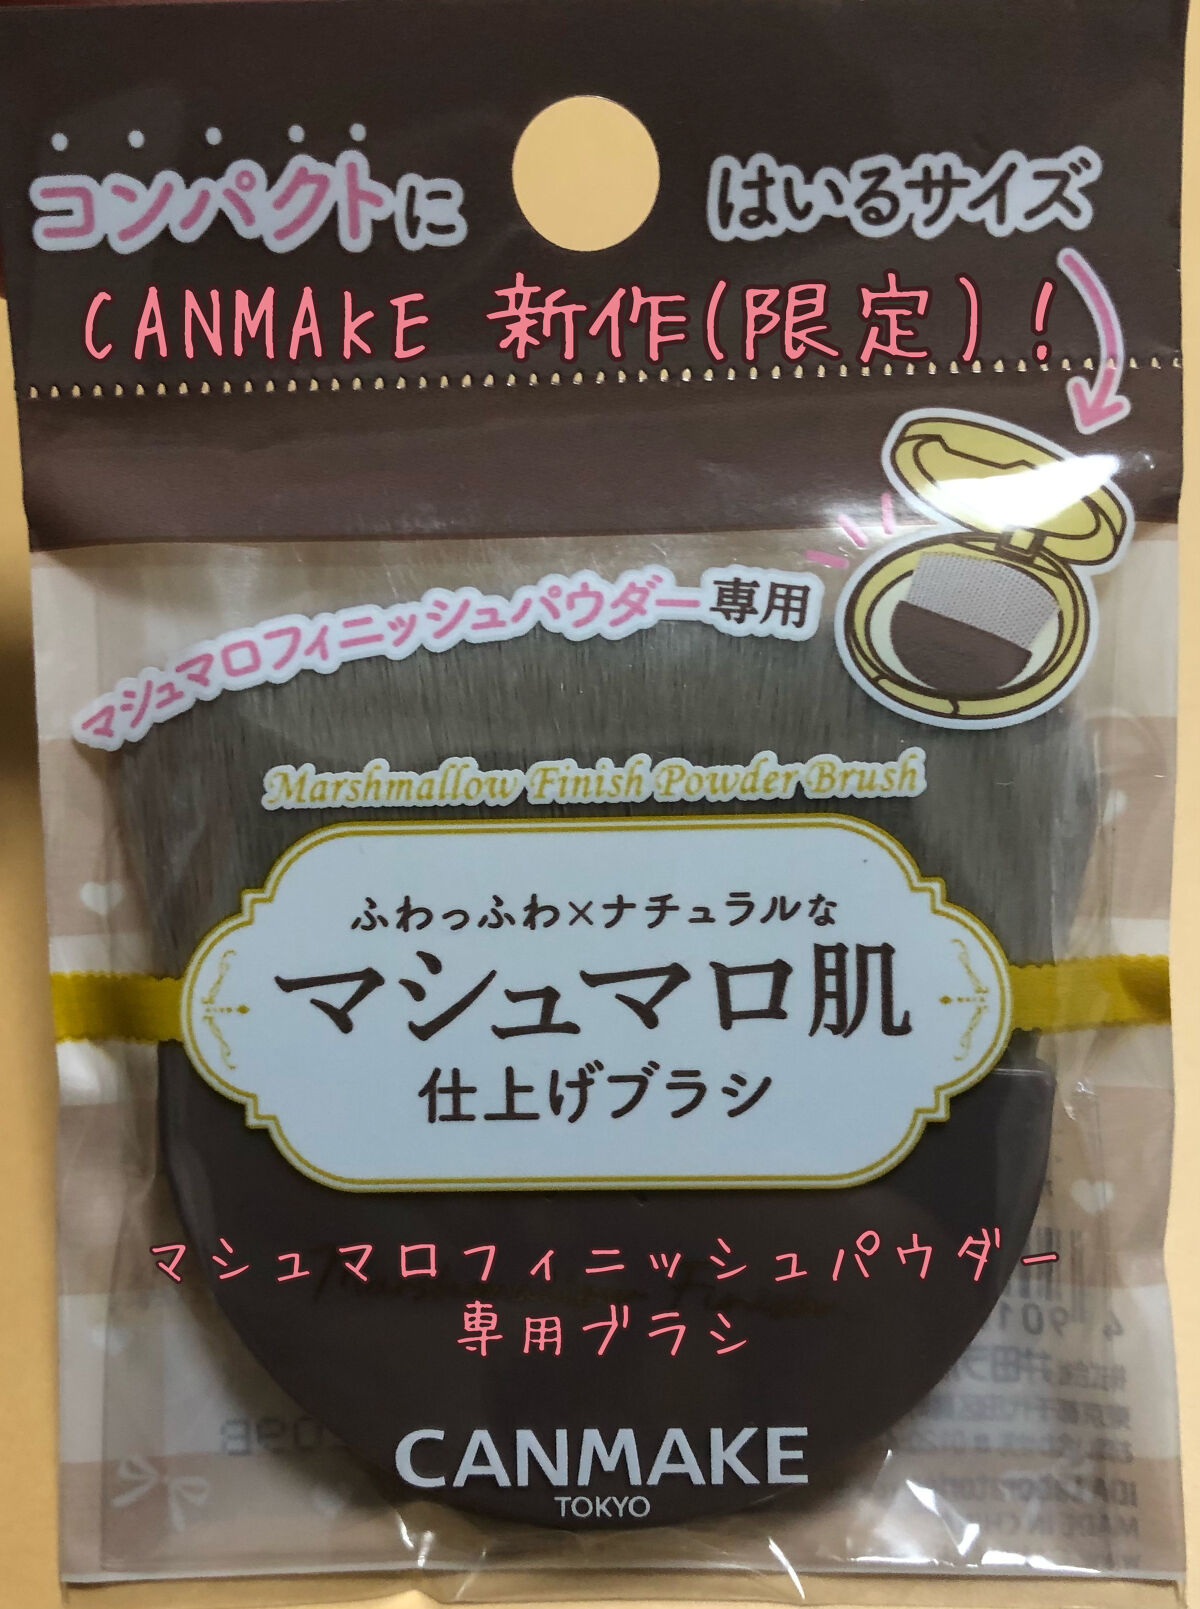 コンパクトに はいるサイズ
CANMAKE 新作(限定)!
マシュマロフィニッシュパウダー専用
Marshmallow Finish Powder Brush
ふわっふわ×ナチュラルな
マシュマロ肌
仕上げブラシ
マシュマロフィニッシュパウダー
専用ブラシ
CANMAKE
TOKYO